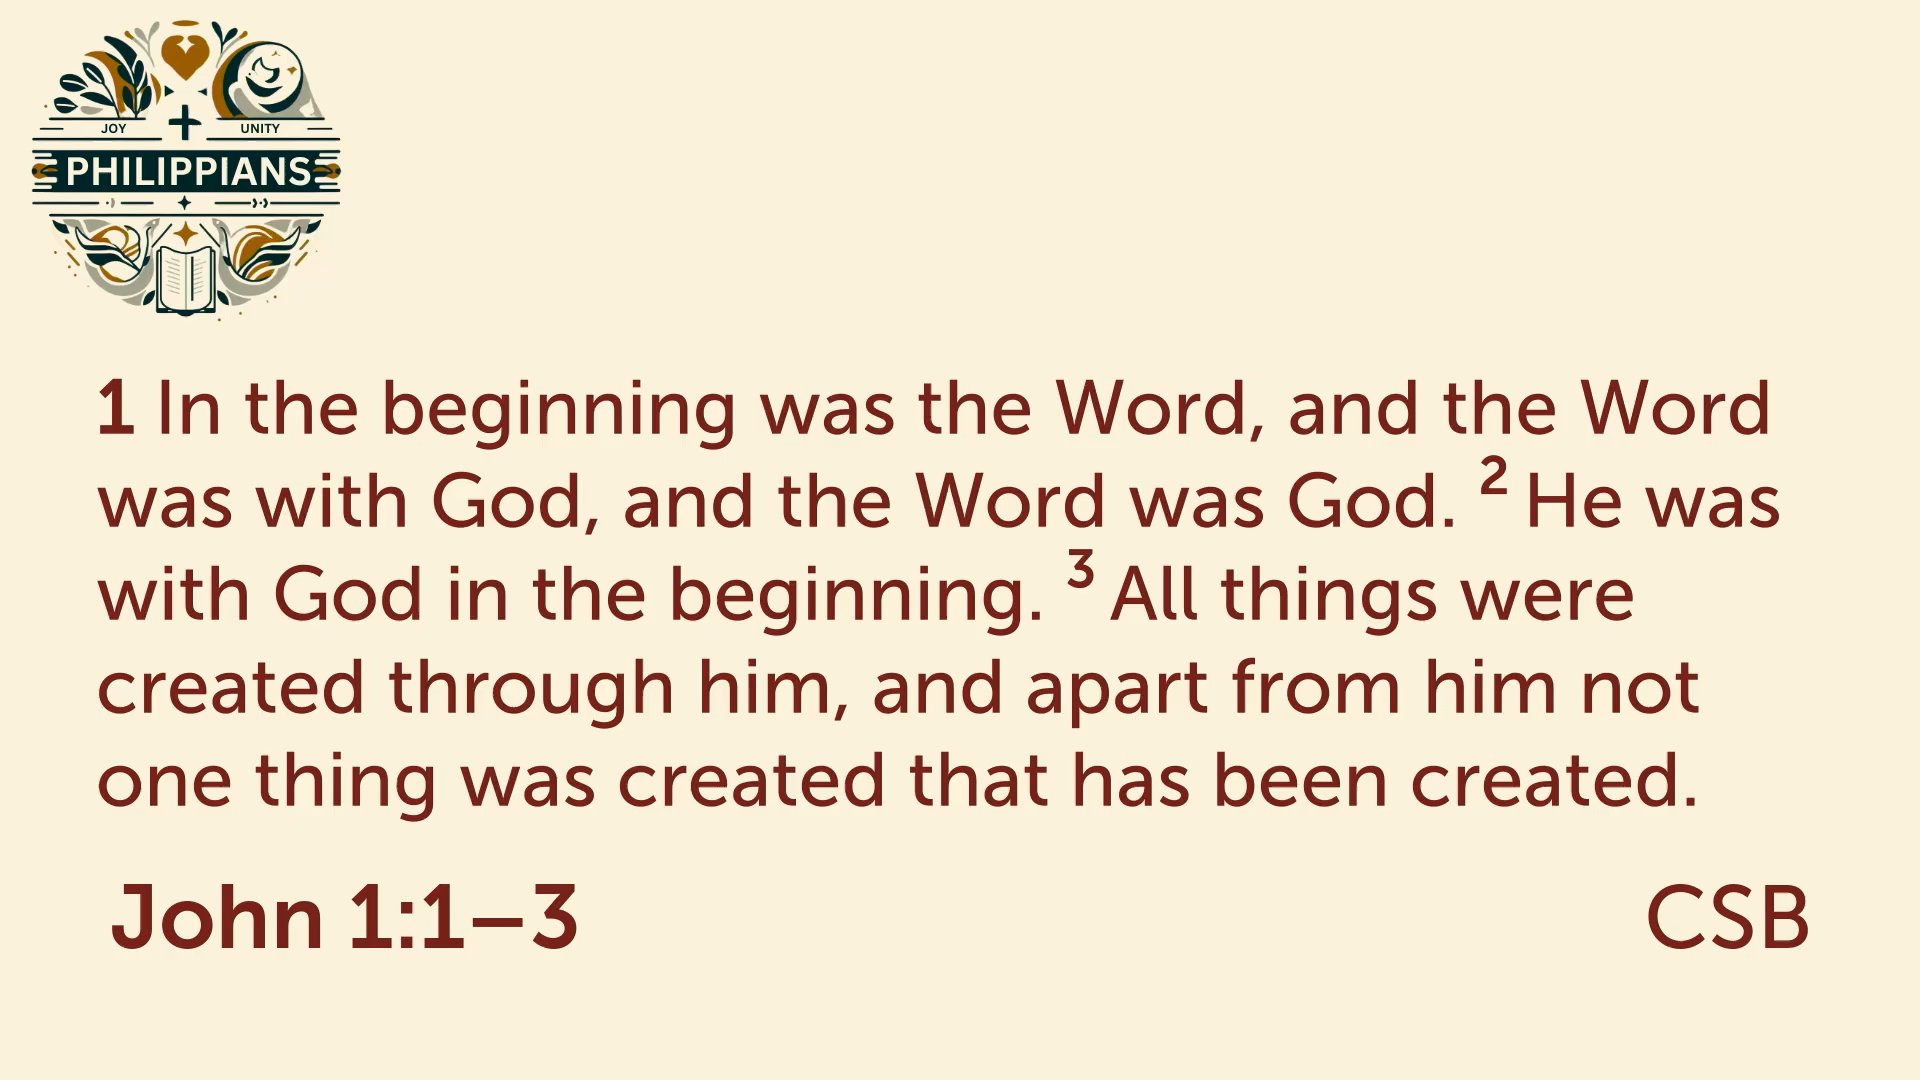 JOY
UNITY
PHILIPPIANS
1 In the beginning was the Word, and the Word
was with God, and the Word was God. 2 He was
with God in the beginning. 3 All things were
created through him, and apart from him not
one thing was created that has been created.
John 1:1–3
CSB